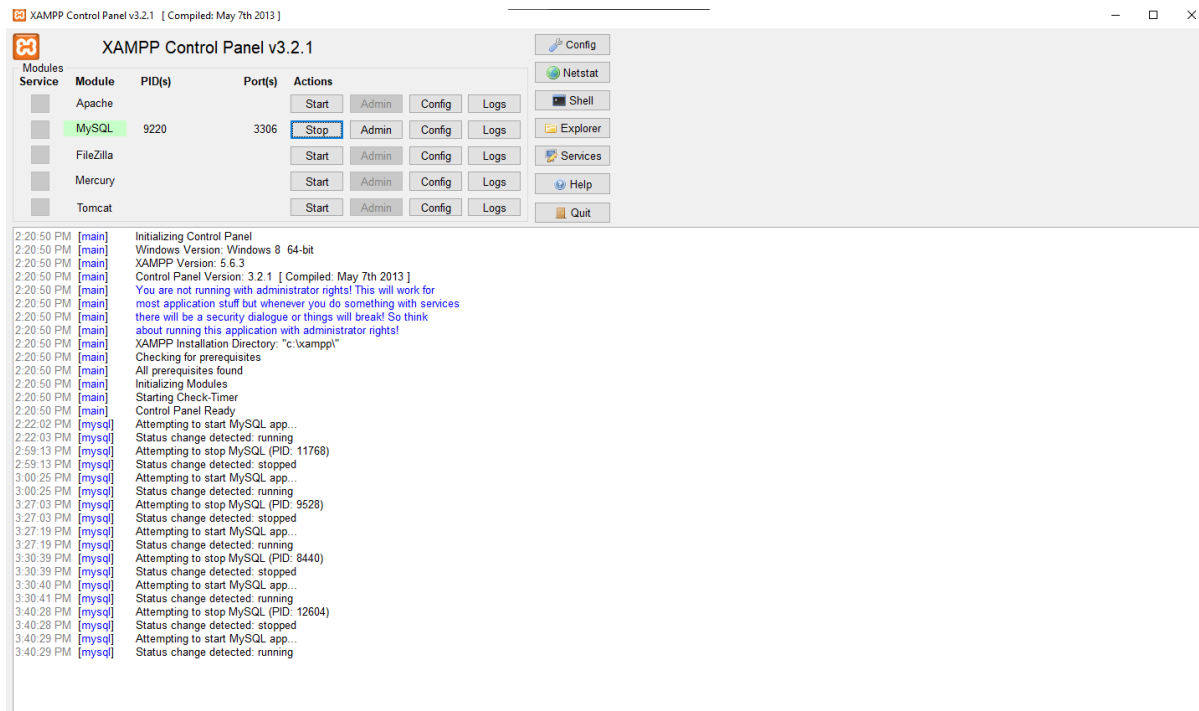 XAMPP Control Panel v3.2.1 [ Compiled: May 7th 2013 ]
XAMPP Control Panel v3.2.1
Config
Modules
Netstat
Service Module PID(s) Port(s) Actions
Apache Start Admin Config Logs
Shell
MySQL 9220 3306 Stop Admin Config Logs
Explorer
FileZilla Start Admin Config Logs
Services
Mercury Start Admin Config Logs
Help
Tomcat Start Admin Config Logs
Quit
2:20:50 PM [main] Initializing Control Panel
2:20:50 PM [main] Windows Version: Windows 8 64-bit
2:20:50 PM [main] XAMPP Version: 5.6.3
2:20:50 PM [main] Control Panel Version: 3.2.1 [ Compiled: May 7th 2013 ]
2:20:50 PM [main] You are not running with administrator rights! This will work for
2:20:50 PM [main] most application stuff but whenever you do something with services
2:20:50 PM [main] there will be a security dialogue or things will break! So think
2:20:50 PM [main] about running this application with administrator rights!
2:20:50 PM [main] XAMPP Installation Directory: "c:\xampp\"
2:20:50 PM [main] Checking for prerequisites
2:20:50 PM [main] All prerequisites found
2:20:50 PM [main] Initializing Modules
2:20:50 PM [main] Starting Check-Timer
2:20:50 PM [main] Control Panel Ready
2:22:02 PM [mysql] Attempting to start MySQL app...
2:22:03 PM [mysql] Status change detected: running
2:59:13 PM [mysql] Attempting to stop MySQL (PID: 11768)
2:59:13 PM [mysql] Status change detected: stopped
3:00:25 PM [mysql] Attempting to start MySQL app...
3:00:25 PM [mysql] Status change detected: running
3:27:03 PM [mysql] Attempting to stop MySQL (PID: 9528)
3:27:03 PM [mysql] Status change detected: stopped
3:27:19 PM [mysql] Attempting to start MySQL app...
3:27:19 PM [mysql] Status change detected: running
3:30:39 PM [mysql] Attempting to stop MySQL (PID: 8440)
3:30:39 PM [mysql] Status change detected: stopped
3:30:40 PM [mysql] Attempting to start MySQL app...
3:30:41 PM [mysql] Status change detected: running
3:40:28 PM [mysql] Attempting to stop MySQL (PID: 12604)
3:40:28 PM [mysql] Status change detected: stopped
3:40:29 PM [mysql] Attempting to start MySQL app...
3:40:29 PM [mysql] Status change detected: running